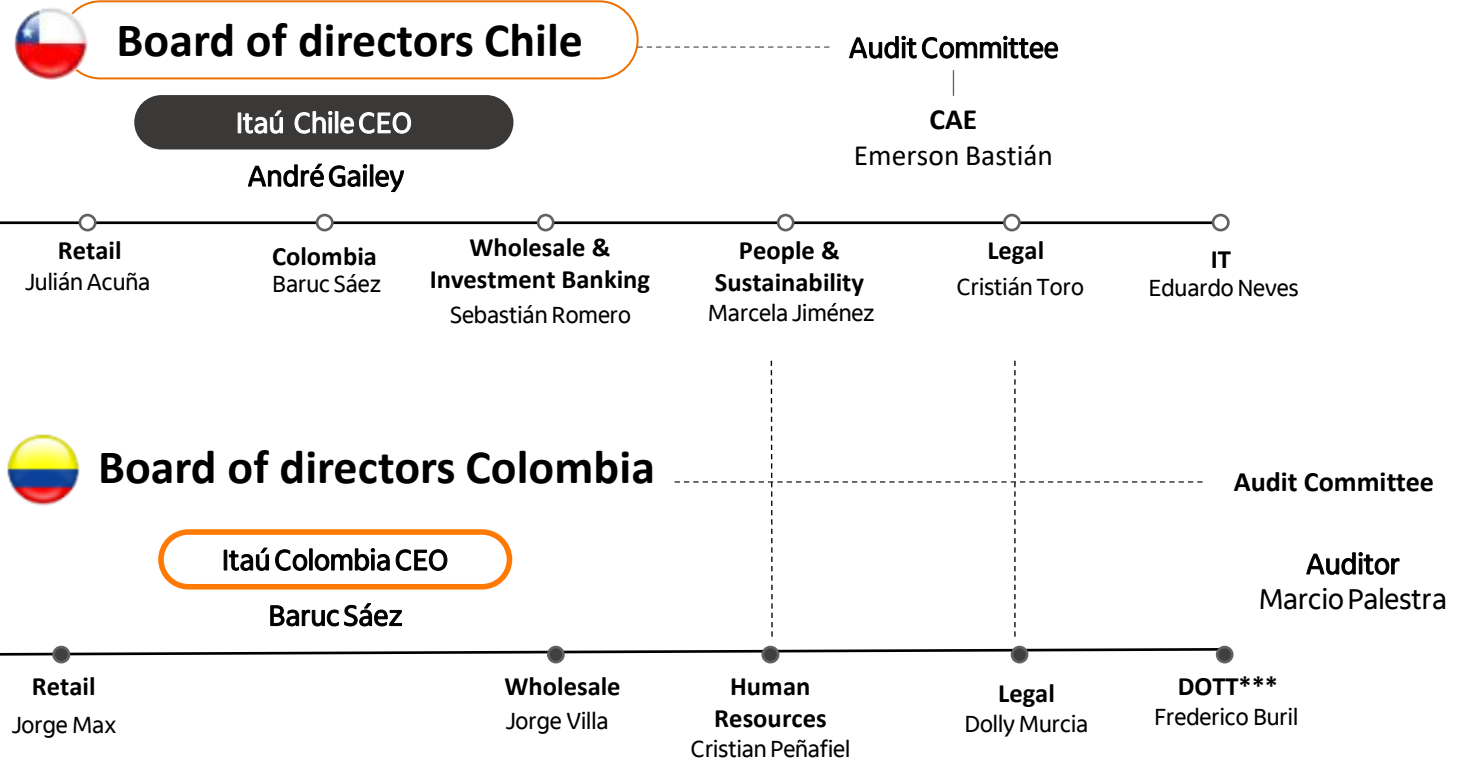 Board of directors Chile
Audit Committee
Itaú Chile CEO
André Gailey
CAE
Emerson Bastián
Retail
Julián Acuña
Colombia
Baruc Sáez
Wholesale &
Investment Banking
Sebastián Romero
People &
Sustainability
Marcela Jiménez
Legal
Cristián Toro
IT
Eduardo Neves
Board of directors Colombia
Audit Committee
Itaú Colombia CEO
Baruc Sáez
Auditor
Marcio Palestra
Retail
Jorge Max
Wholesale
Jorge Villa
Human
Resources
Cristian Peñafiel
Legal
Dolly Murcia
DOTT***
Frederico Buril